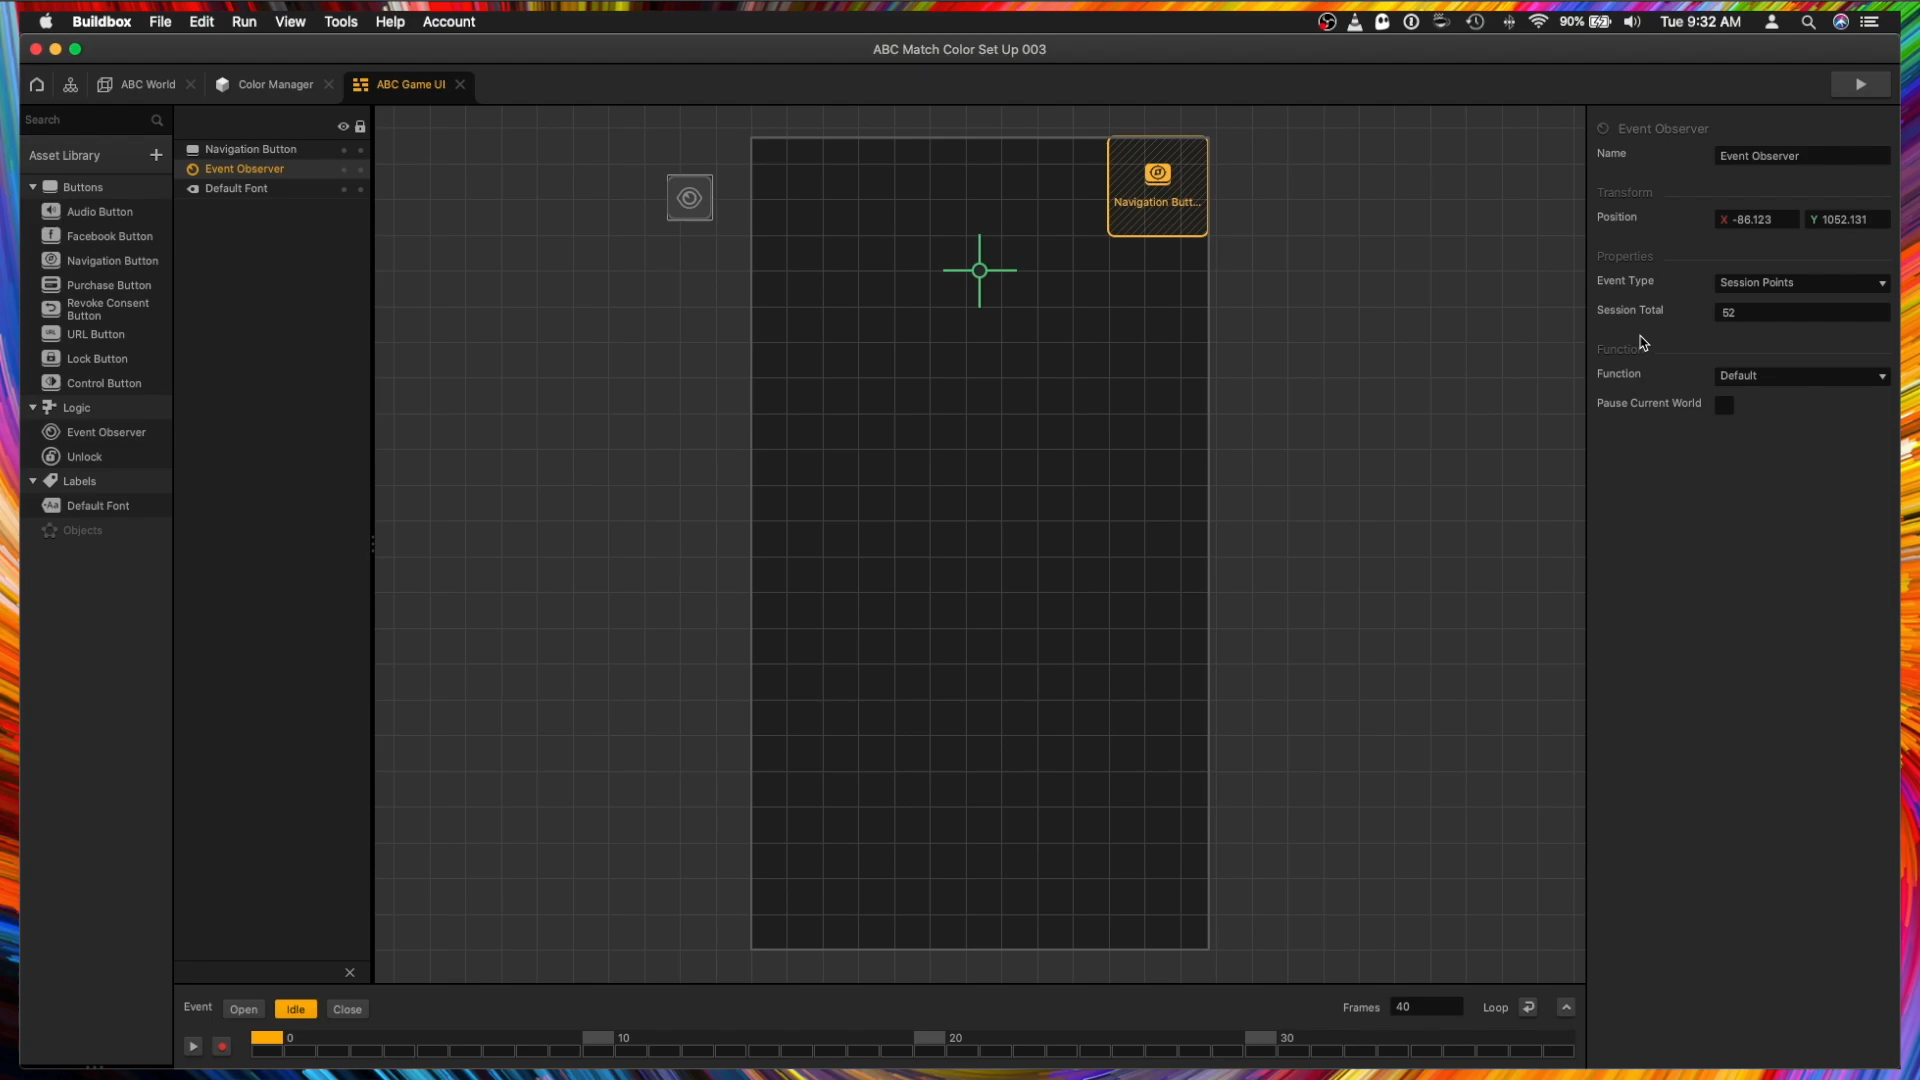 Buildbox File Edit Run View Tools Help Account
90% Tue 9:32 AM
ABC Match Color Set Up 003
ABC World
Color Manager
ABC Game UI
Search
Asset Library
Buttons
Audio Button
Facebook Button
Navigation Button
Purchase Button
Revoke Consent
Button
URL Button
Lock Button
Control Button
Logic
Event Observer
Unlock
Labels
Default Font
Objects
Navigation Button
Event Observer
Default Font
Navigation Butt...
Event Observer
Name Event Observer
Transform
Position X -86.123 Y 1052.131
Properties
Event Type Session Points
Session Total 52
Function Default
Pause Current World
Event Open Idle Close
Frames 40 Loop
0 10 20 30